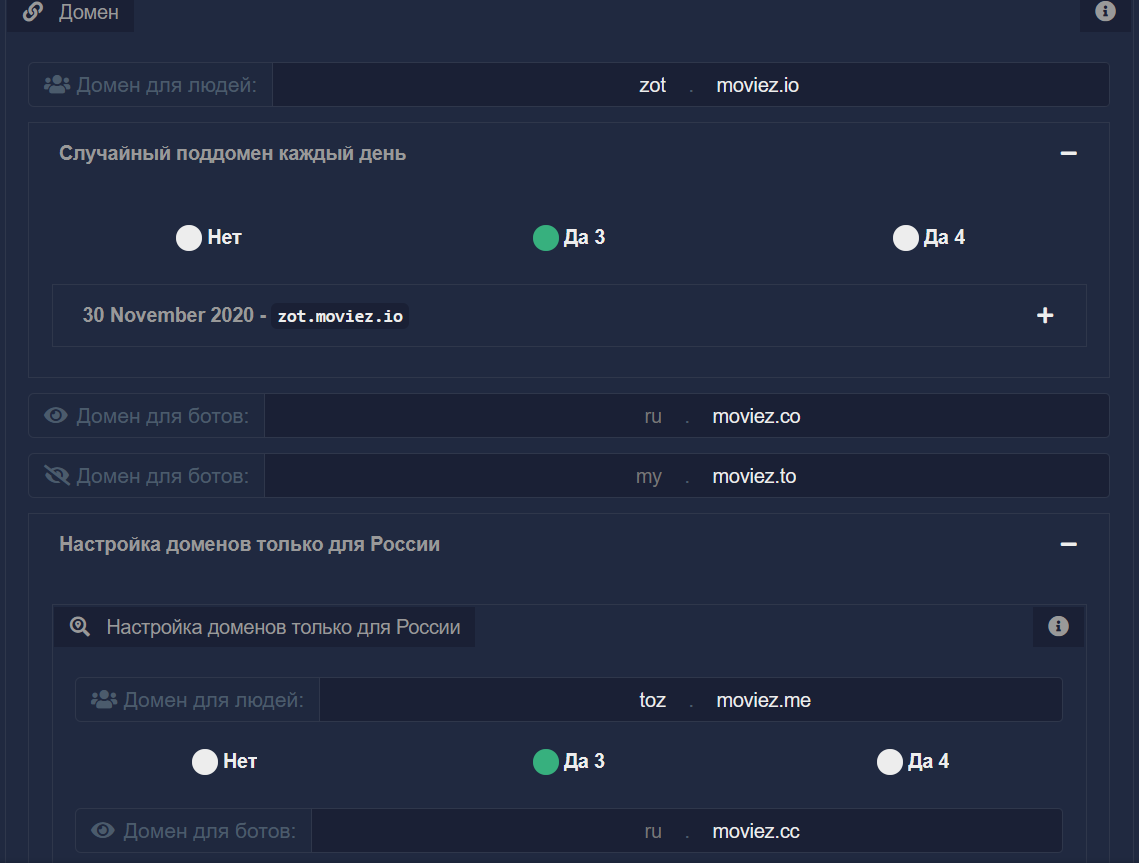 Домен
Домен для людей: zot . moviez.io
Случайный поддомен каждый день
Нет Да 3 Да 4
30 November 2020 - zot.moviez.io
Домен для ботов: ru . moviez.co
Домен для ботов: my . moviez.to
Настройка доменов только для России
Настройка доменов только для России
Домен для людей: toz . moviez.me
Нет Да 3 Да 4
Домен для ботов: ru . moviez.cc